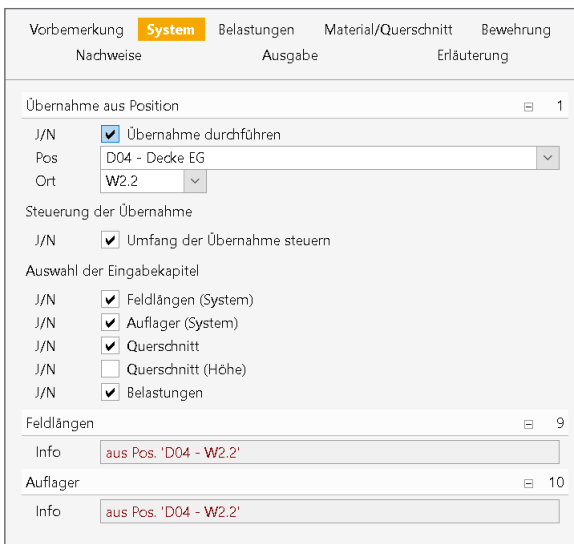 Vorbemerkung System Belastungen Material/Querschnitt Bewehrung
Nachweise Ausgabe Erläuterung
Übernahme aus Position 1
J/N Übernahme durchführen
Pos D04 - Decke EG
Ort W2.2
Steuerung der Übernahme
J/N Umfang der Übernahme steuern
Auswahl der Eingabekapitel
J/N Feldlängen (System)
J/N Auflager (System)
J/N Querschnitt
J/N Querschnitt (Höhe)
J/N Belastungen
Feldlängen 9
Info aus Pos. 'D04 - W2.2'
Auflager 10
Info aus Pos. 'D04 - W2.2'